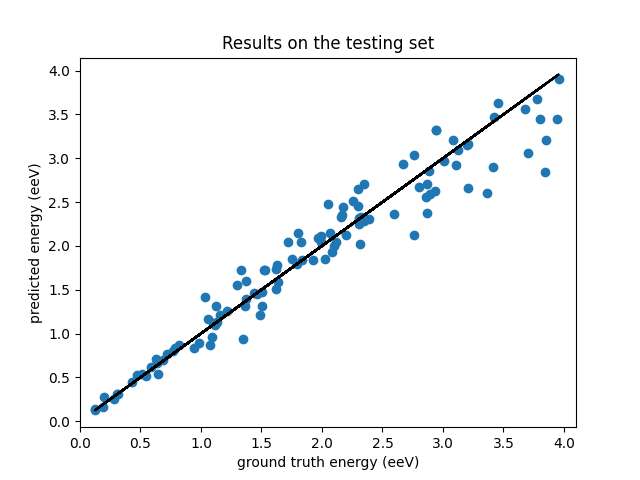 Results on the testing set
predicted energy (eeV)
4.0
3.5
3.0
2.5
2.0
1.5
1.0
0.5
0.0
0.0 0.5 1.0 1.5 2.0 2.5 3.0 3.5 4.0
ground truth energy (eeV)